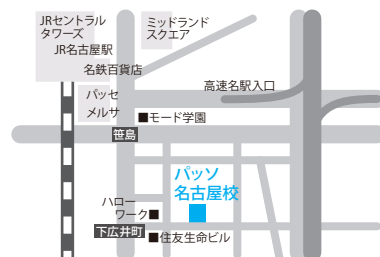 JRセントラル
タワーズ
JR名古屋駅
名鉄百貨店
ミッドランド
スクエア
高速名駅入口
パッセ
メルサ
■モード学園
笹島
パッソ
名古屋校
ハロー
ワーク■
下広井町
■住友生命ビル